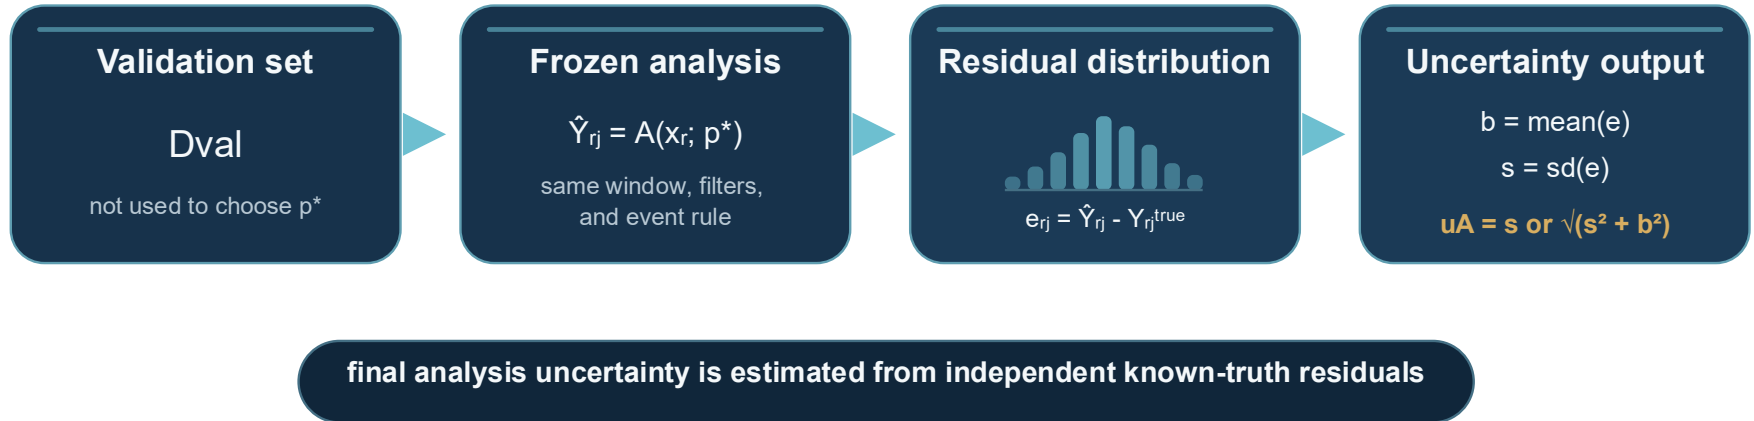 Validation set
Dval
not used to choose p*
Frozen analysis
Ŷrj = A(xr; p*)
same window, filters,
and event rule
Residual distribution
erj = Ŷrj - Yrjtrue
Uncertainty output
b = mean(e)
s = sd(e)
uA = s or √(s² + b²)
final analysis uncertainty is estimated from independent known-truth residuals